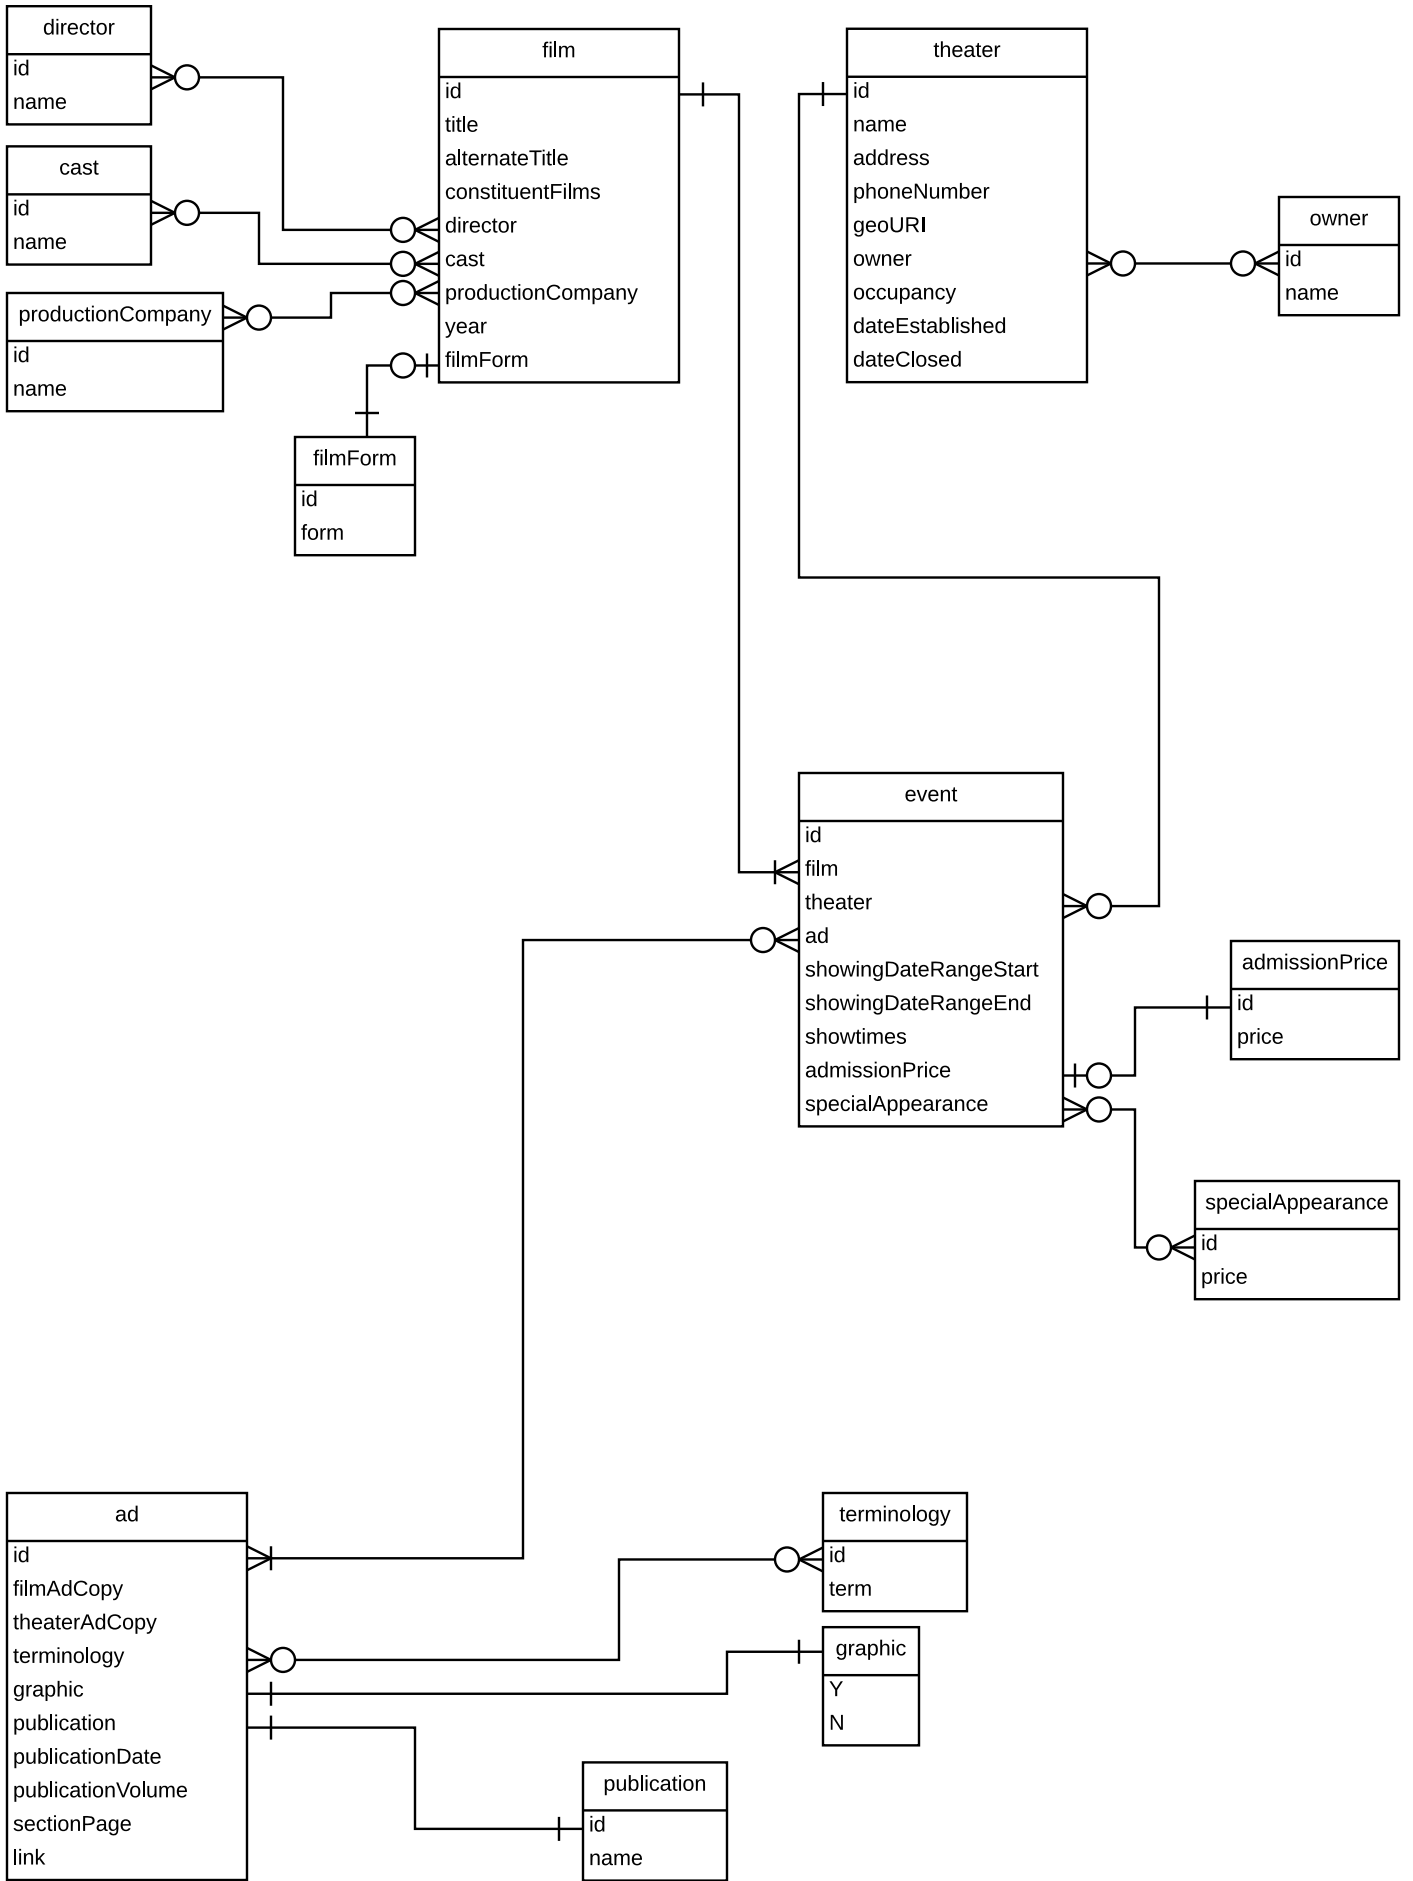 director
id
name
cast
id
name
productionCompany
id
name
film
id
title
alternateTitle
constituentFilms
director
cast
productionCompany
year
filmForm
filmForm
id
form
theater
id
name
address
phoneNumber
geoURI
owner
occupancy
dateEstablished
dateClosed
owner
id
name
event
id
film
theater
ad
showingDateRangeStart
showingDateRangeEnd
showtimes
admissionPrice
specialAppearance
admissionPrice
id
price
specialAppearance
id
price
ad
id
filmAdCopy
theaterAdCopy
terminology
graphic
publication
publicationDate
publicationVolume
sectionPage
link
terminology
id
term
graphic
Y
N
publication
id
name